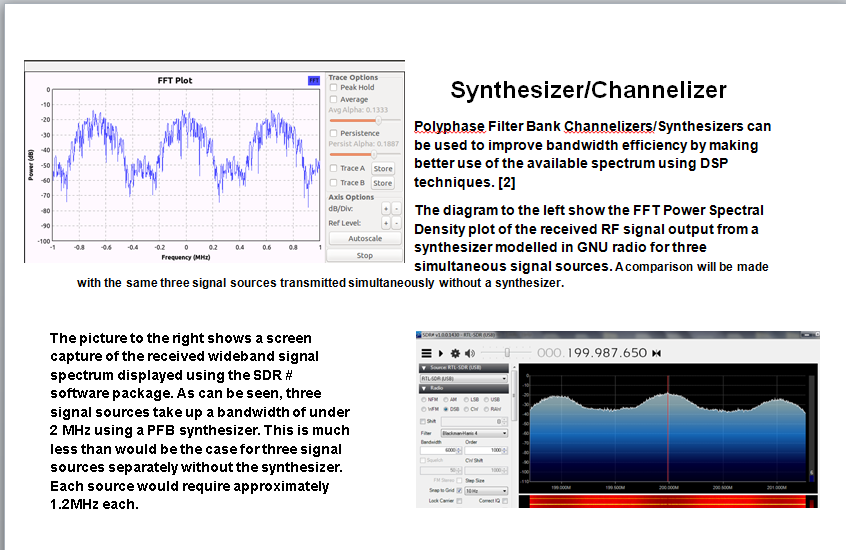 FFT Plot
FFT
Power (dB)
0
-10
-20
-30
-40
-50
-60
-70
-80
-90
-100
-1 -0.8 -0.6 -0.4 -0.2 0 0.2 0.4 0.6 0.8 1
Frequency (MHz)
Trace Options
Peak Hold
Average
Avg Alpha: 0.1333
Persistence
Persist Alpha: 0.1887
Trace A Store
Trace B Store
Axis Options
dB/Div: + -
Ref Level: + -
Autoscale
Stop
Synthesizer/Channelizer
Polyphase Filter Bank Channelizers/Synthesizers can
be used to improve bandwidth efficiency by making
better use of the available spectrum using DSP
techniques. [2]
The diagram to the left show the FFT Power Spectral
Density plot of the received RF signal output from a
synthesizer modelled in GNU radio for three
simultaneous signal sources. A comparison will be made
with the same three signal sources transmitted simultaneously without a synthesizer.
The picture to the right shows a screen
capture of the received wideband signal
spectrum displayed using the SDR #
software package. As can be seen, three
signal sources take up a bandwidth of under
2 MHz using a PFB synthesizer. This is much
less than would be the case for three signal
sources separately without the synthesizer.
Each source would require approximately
1.2MHz each.
000.199.987.650
Source: RTL-SDR (USB)
RTL-SDR (USB)
Radio
NFM AM LSB USB
WFM DSB CW RAW
Shift 0
Filter Blackman-Harris 4
Bandwidth Order
6000 1000
Squelch CW Shift
50 1000
FM Stereo Step Size
Snap to Grid 10 Hz
Lock Carrier Correct IQ
-10
-20
-30
-40
-50
-60
-70
-80
-90
-100
-110
199.000M 199.500M 200.000M 200.500M 201.000M